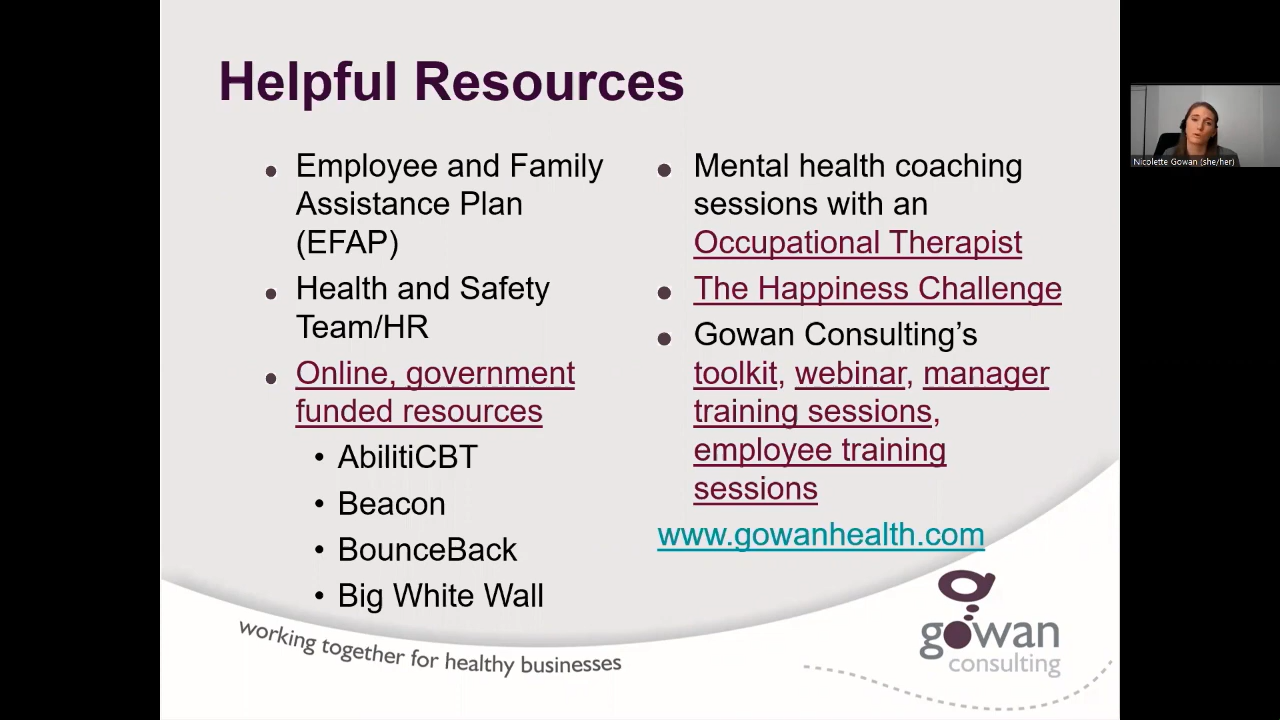 Helpful Resources
Employee and Family
Assistance Plan
(EFAP)
Health and Safety
Team/HR
Online, government
funded resources
AbilitiCBT
Beacon
BounceBack
Big White Wall
Mental health coaching
sessions with an
Occupational Therapist
The Happiness Challenge
Gowan Consulting’s
toolkit, webinar, manager
training sessions,
employee training
sessions
www.gowanhealth.com
working together for healthy businesses
gowan
consulting
Nicolette Gowan (she/her)